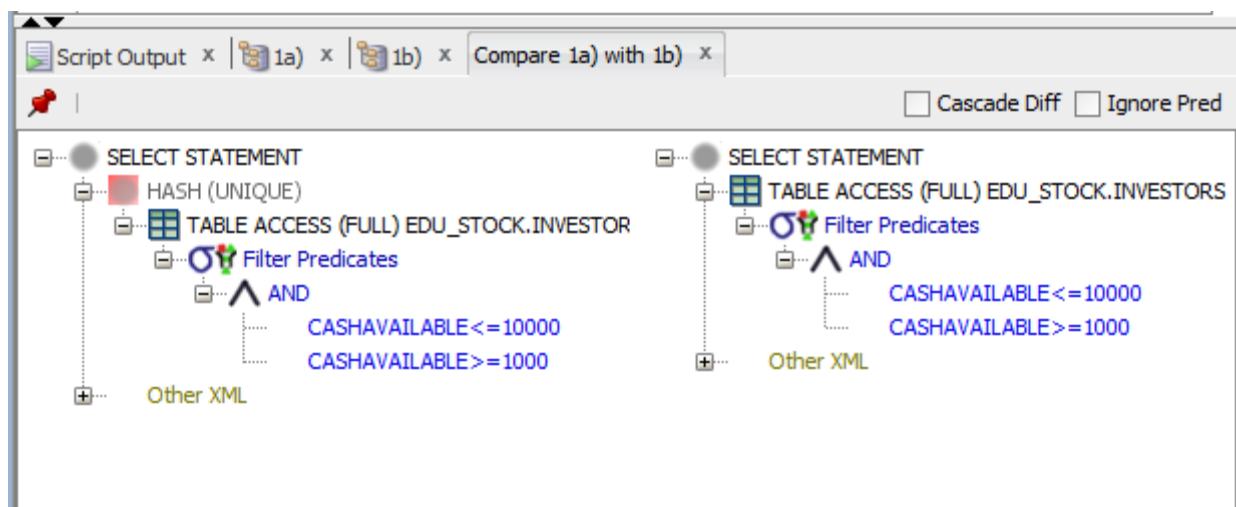 Script Output x 1a) x 1b) x Compare 1a) with 1b) x
Cascade Diff Ignore Pred
SELECT STATEMENT
HASH (UNIQUE)
TABLE ACCESS (FULL) EDU_STOCK.INVESTOR
Filter Predicates
AND
CASHAVAILABLE<=10000
CASHAVAILABLE>=1000
Other XML
SELECT STATEMENT
TABLE ACCESS (FULL) EDU_STOCK.INVESTORS
Filter Predicates
AND
CASHAVAILABLE<=10000
CASHAVAILABLE>=1000
Other XML